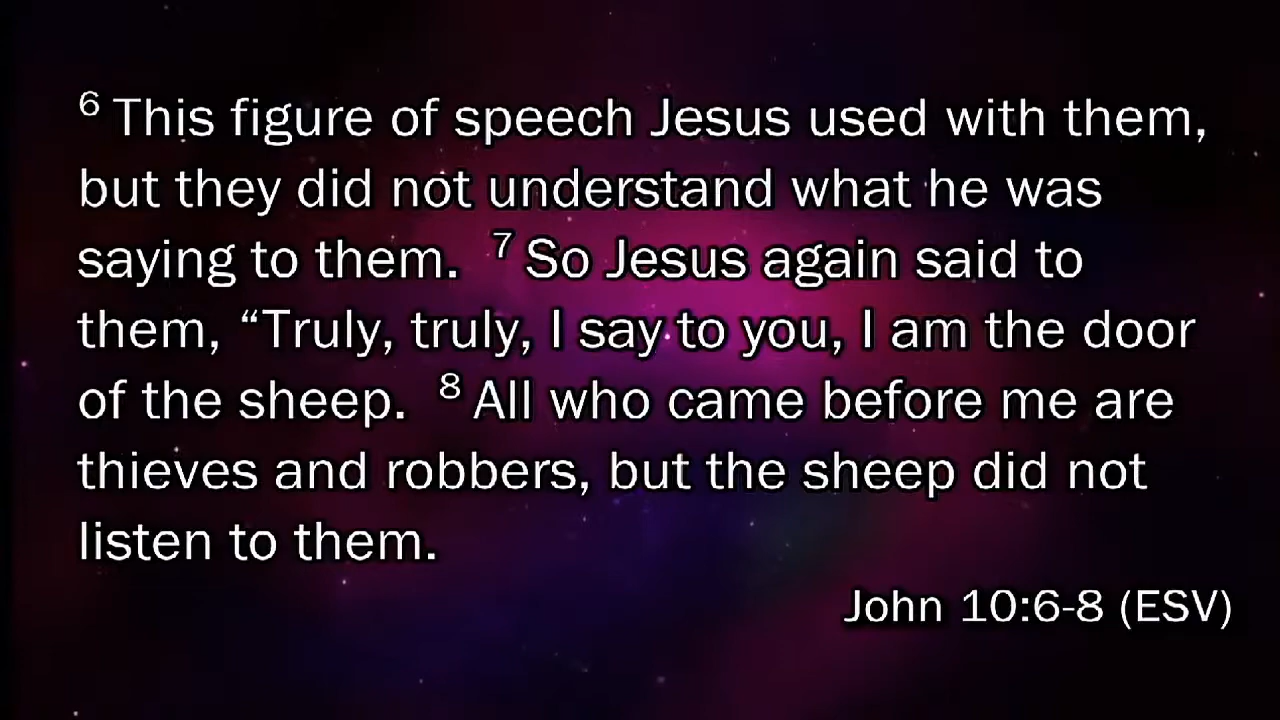 6 This figure of speech Jesus used with them,
but they did not understand what he was
saying to them. 7 So Jesus again said to
them, “Truly, truly, I say to you, I am the door
of the sheep. 8 All who came before me are
thieves and robbers, but the sheep did not
listen to them.
John 10:6-8 (ESV)